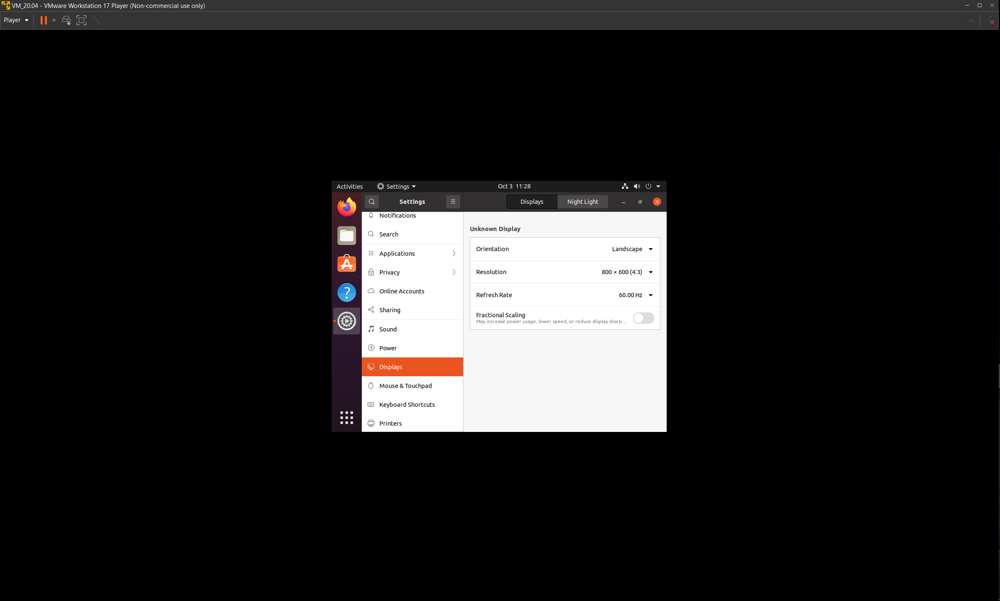 VM_20.04 - VMware Workstation 17 Player (Non-commercial use only)
Player
Activities
Settings
Oct 3 11:28
Settings
Displays
Night Light
Notifications
Search
Applications
Privacy
Online Accounts
Sharing
Sound
Power
Displays
Mouse & Touchpad
Keyboard Shortcuts
Printers
Unknown Display
Orientation
Landscape
Resolution
800 × 600 (4:3)
Refresh Rate
60.00 Hz
Fractional Scaling
May increase power usage, lower speed, or reduce display sharp…